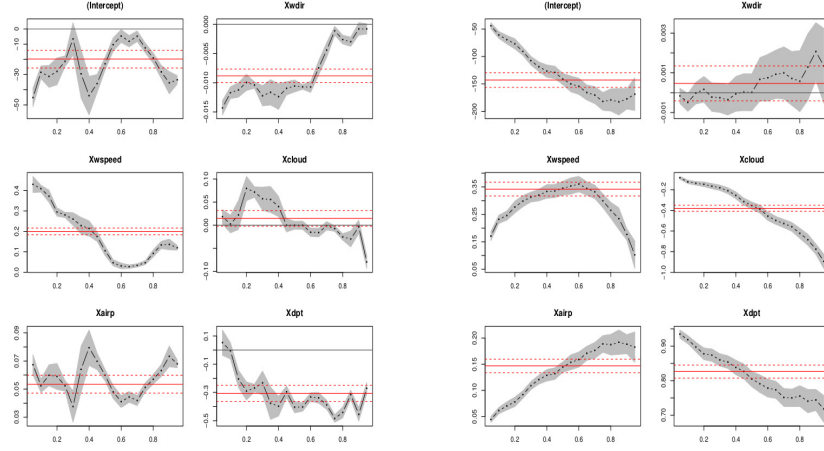 (Intercept)
0
−10
−30
−50
0.2 0.4 0.6 0.8
Xwdir
0.000
−0.005
−0.010
−0.015
0.2 0.4 0.6 0.8
(Intercept)
−50
−100
−150
−200
0.2 0.4 0.6 0.8
Xwdir
0.003
0.001
−0.001
0.2 0.4 0.6 0.8
Xwspeed
0.4
0.3
0.2
0.1
0.0
0.2 0.4 0.6 0.8
Xcloud
0.10
0.05
0.00
−0.10
0.2 0.4 0.6 0.8
Xwspeed
0.35
0.25
0.15
0.05
0.2 0.4 0.6 0.8
Xcloud
−0.2
−0.4
−0.6
−0.8
−1.0
0.2 0.4 0.6 0.8
Xairp
0.09
0.07
0.05
0.03
0.2 0.4 0.6 0.8
Xdpt
0.1
−0.1
−0.3
−0.5
0.2 0.4 0.6 0.8
Xairp
0.20
0.15
0.10
0.05
0.2 0.4 0.6 0.8
Xdpt
0.90
0.80
0.70
0.2 0.4 0.6 0.8